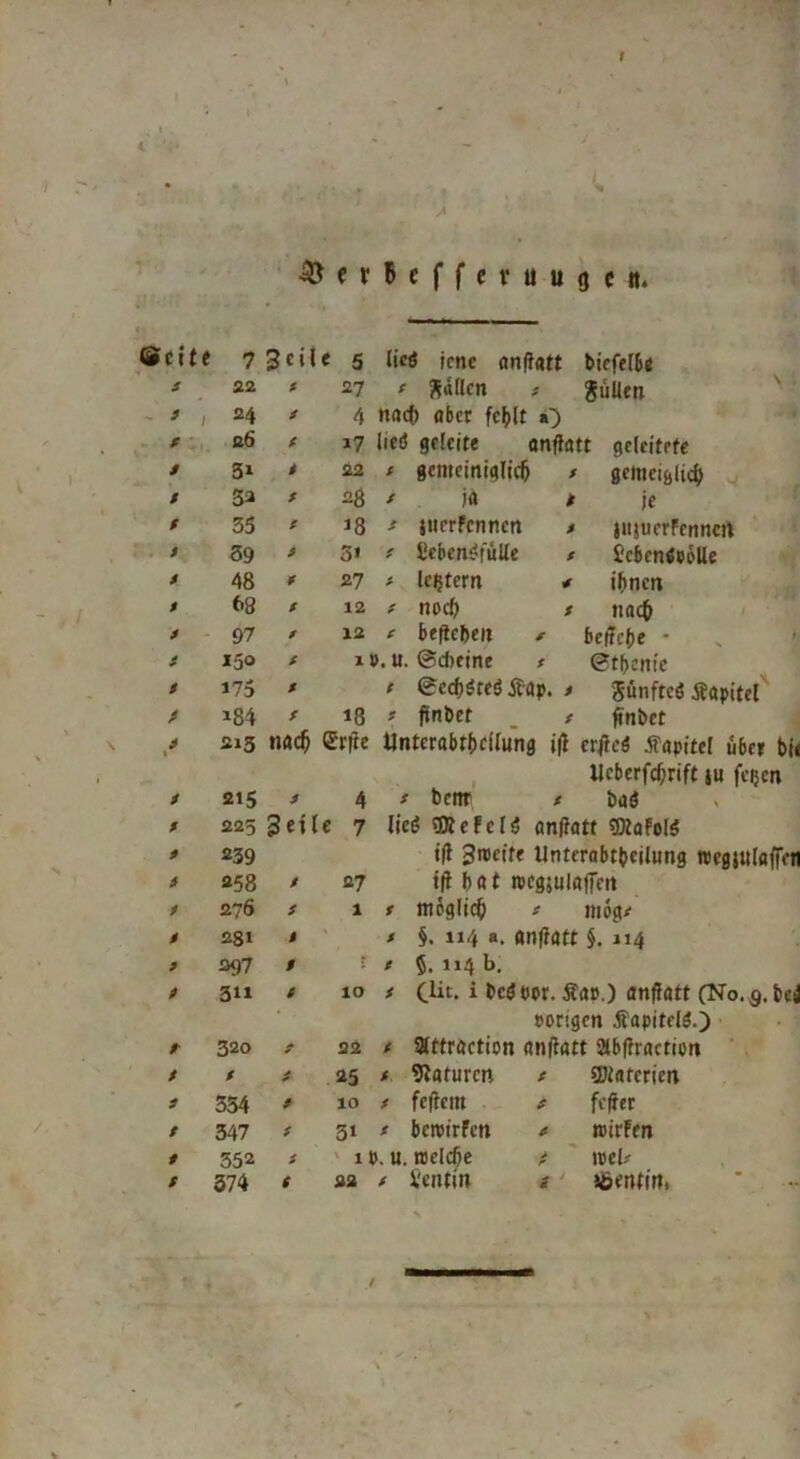 Verbesserungen.
Seite 7 Zeile 5 lies jene anstatt dieselbe
= 22 = 27 = Fällen = Füllen
= 24 = 4 nach aber fehlt a)
= 26 = 17 lies geleite anstatt geleitete
= 31 = 22 = gemeiniglich = gemeiglich
= 32 = 28 = ja = je
= 35 = 18 = zuerkennen = zuzuerkennen
= 39 = 31 = Lebensfülle = Lebensvölle
= 48 = 27 = letztern = ihnen
= 68 = 12 = noch = nach
= 97 = 12 = bestehen = bestehe
= 150 = 1 v. u. Scheine = Sthenie
= 175 = = Sechstes Kap. = Fünftes Kapitel
= 184 = 18 = findet = findet
= 213 nach Erste Unterabtheilung ist erstes Kapitel über die
Ueberschrift zu setzen
= 215 = 4 = dem = das
= 225 Zeile 7 lies Mekels anstatt Makols
= 239 ist Zweite Unterabtheilung wegzulassen
= 258 = 27 ist hat wegzulassen
= 276 = 1 = möglich = mög=
= 281 = = §. 114 a. anstatt §. 114
= 297 = = = §. 114 b.
= 311 = 10 = (lit. i des vor. Kap.) anstatt (No. 9. des
vorigen Kapitels.)
= 320 = 22 = Attraction anstatt Abstraction
= = = 25 = Naturen = Materien
= 334 = 10 = festem = fester
= 347 = 31 = bewirken = wirken
= 352 = 1 v. u. welche = wel=
= 374 = 22 = Lentin = Hentin.